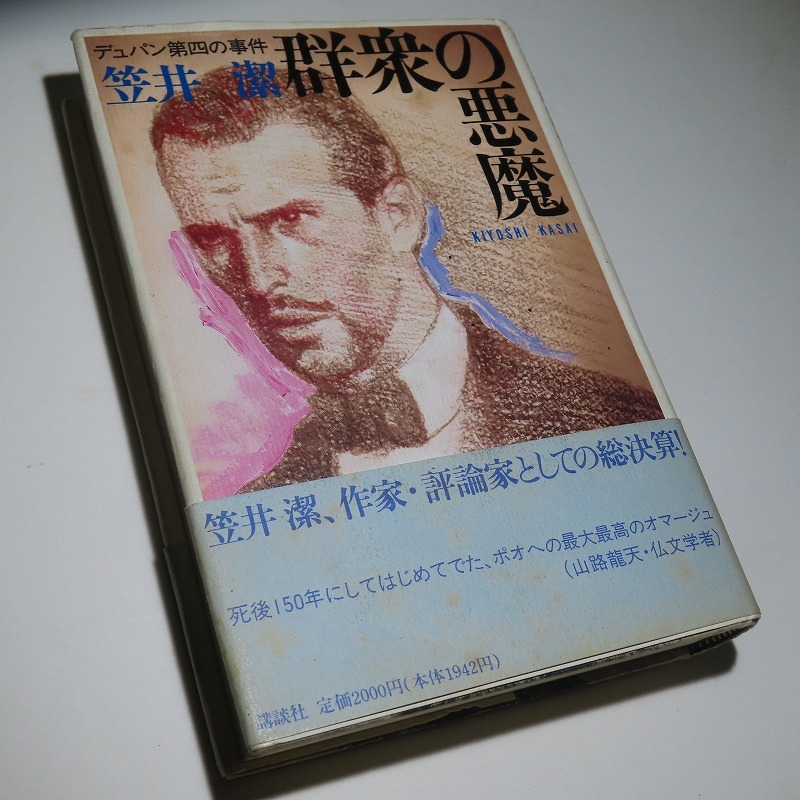 デュパン第四の事件
笠井 潔
群衆の悪魔
KIYOSHI KASAI
笠井 潔、作家・評論家としての総決算!
死後150年にしてはじめてでた、ポオへの最大最高のオマージュ
(山路龍天・仏文学者)
講談社 定価2000円(本体1942円)